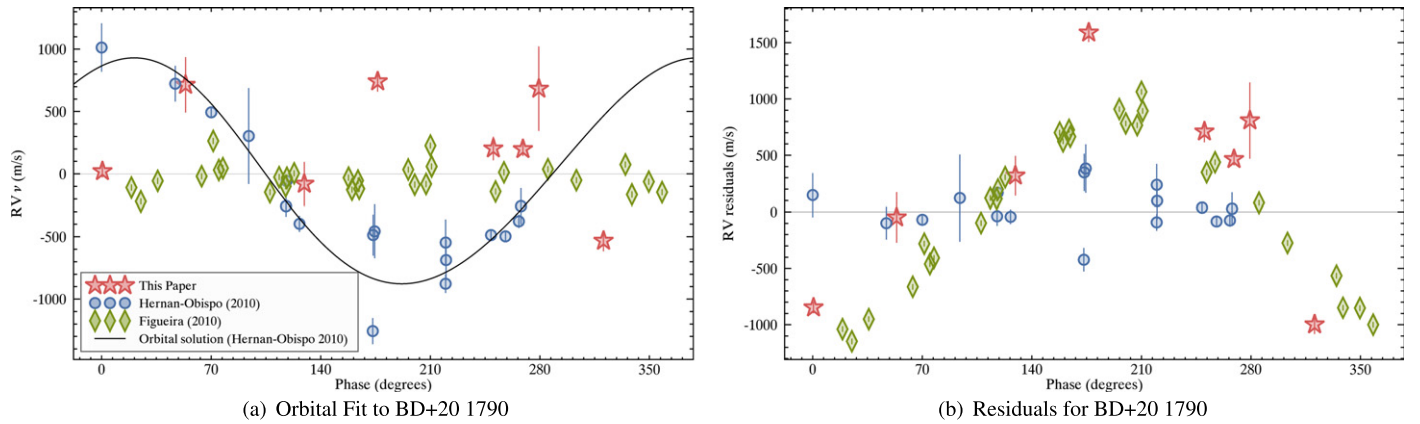 1000
500
0
-500
-1000
RV ν (m/s)
This Paper
Hernan-Obispo (2010)
Figueira (2010)
Orbital solution (Hernan-Obispo 2010)
0 70 140 210 280 350
Phase (degrees)
(a) Orbital Fit to BD+20 1790
1500
1000
500
0
-500
-1000
RV residuals (m/s)
0 70 140 210 280 350
Phase (degrees)
(b) Residuals for BD+20 1790